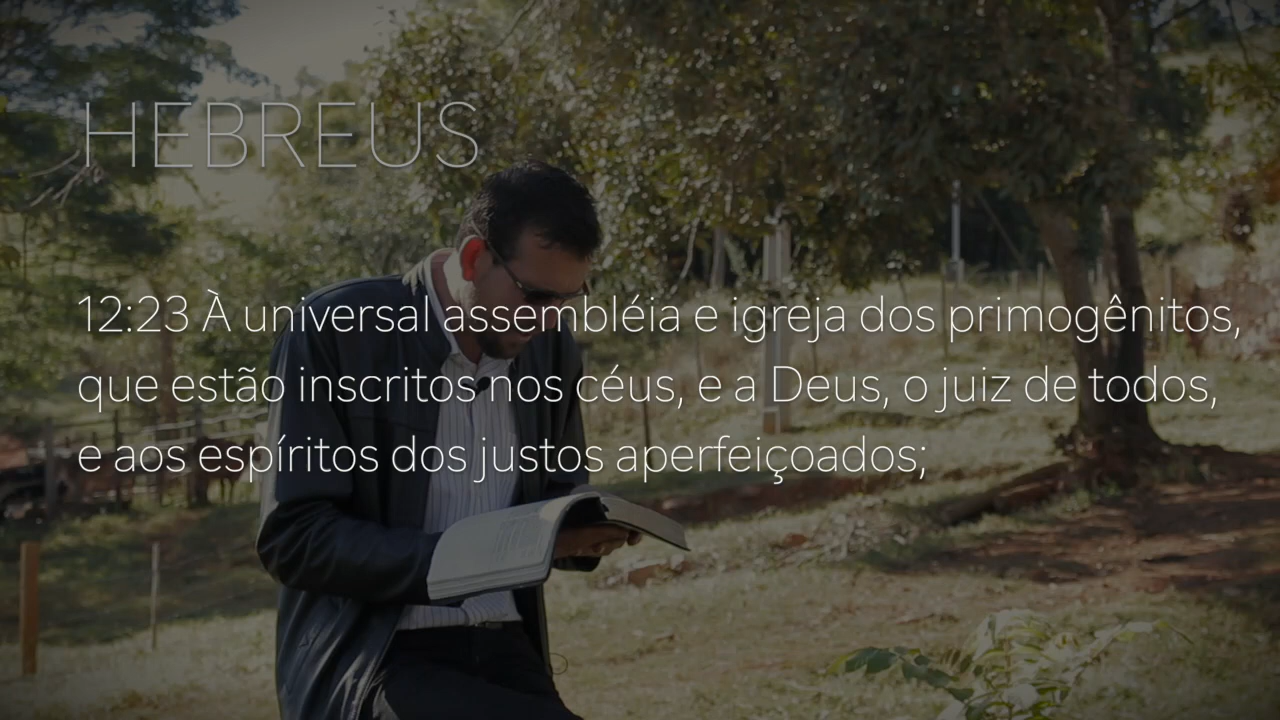 HEBREUS
12:23 À universal assembléia e igreja dos primogênitos,
que estão inscritos nos céus, e a Deus, o juiz de todos,
e aos espíritos dos justos aperfeiçoados;